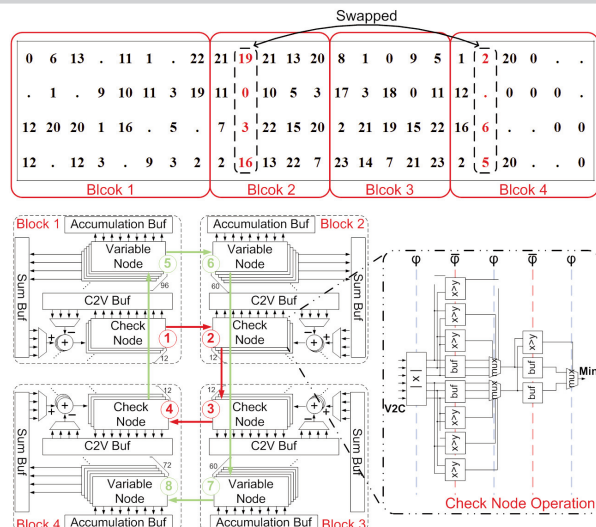 Swapped
0 6 13 . 11 1 . 22 21 19 21 13 20 8 1 0 9 5 1 2 20 0 . .
. 1 . 9 10 11 3 19 11 0 10 5 3 17 3 18 0 11 12 . 0 0 0 .
12 20 20 1 16 . 5 . 7 3 22 15 20 2 21 19 15 22 16 6 . . 0 0
12 . 12 3 . 9 3 2 2 16 13 22 7 23 14 7 21 23 2 5 20 . . 0
Blcok 1 Blcok 2 Blcok 3 Blcok 4
Block 1 Accumulation Buf Accumulation Buf Block 2
Variable Node 5 6 Variable Node
96 60
Sum Buf C2V Buf C2V Buf Sum Buf
+ − Check Node 1 2 Check Node − +
12 12
12 12
+ − Check Node 4 3 Check Node − +
Sum Buf C2V Buf C2V Buf Sum Buf
72 60
Variable Node 8 7 Variable Node
Block 4 Accumulation Buf Accumulation Buf Block 3
φ φ̅ φ φ̅ φ
x>y
x>y
x>y x>y
|x| buf mux buf mux Min
V2C buf mux buf
x>y
x>y
x>y
Check Node Operation